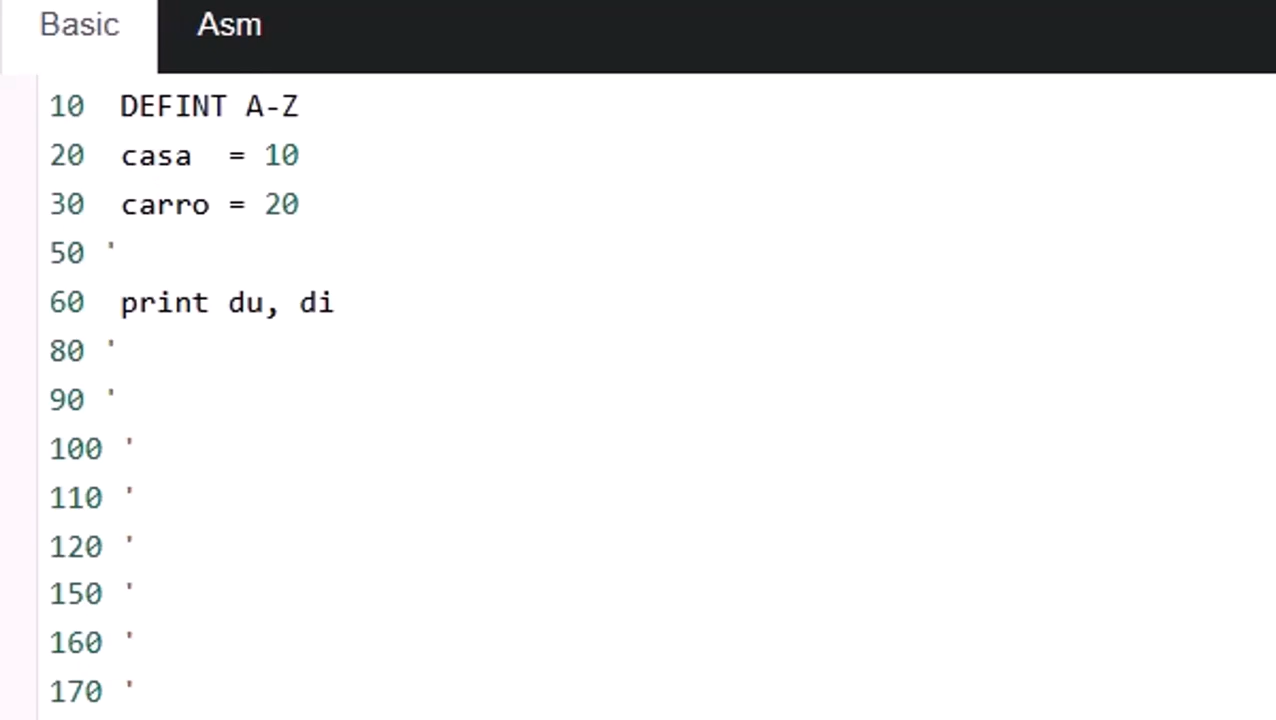 Basic Asm
10  DEFINT A-Z
20  casa  = 10
30  carro = 20
50 '
60  print du, di
80 '
90 '
100 '
110 '
120 '
150 '
160 '
170 '